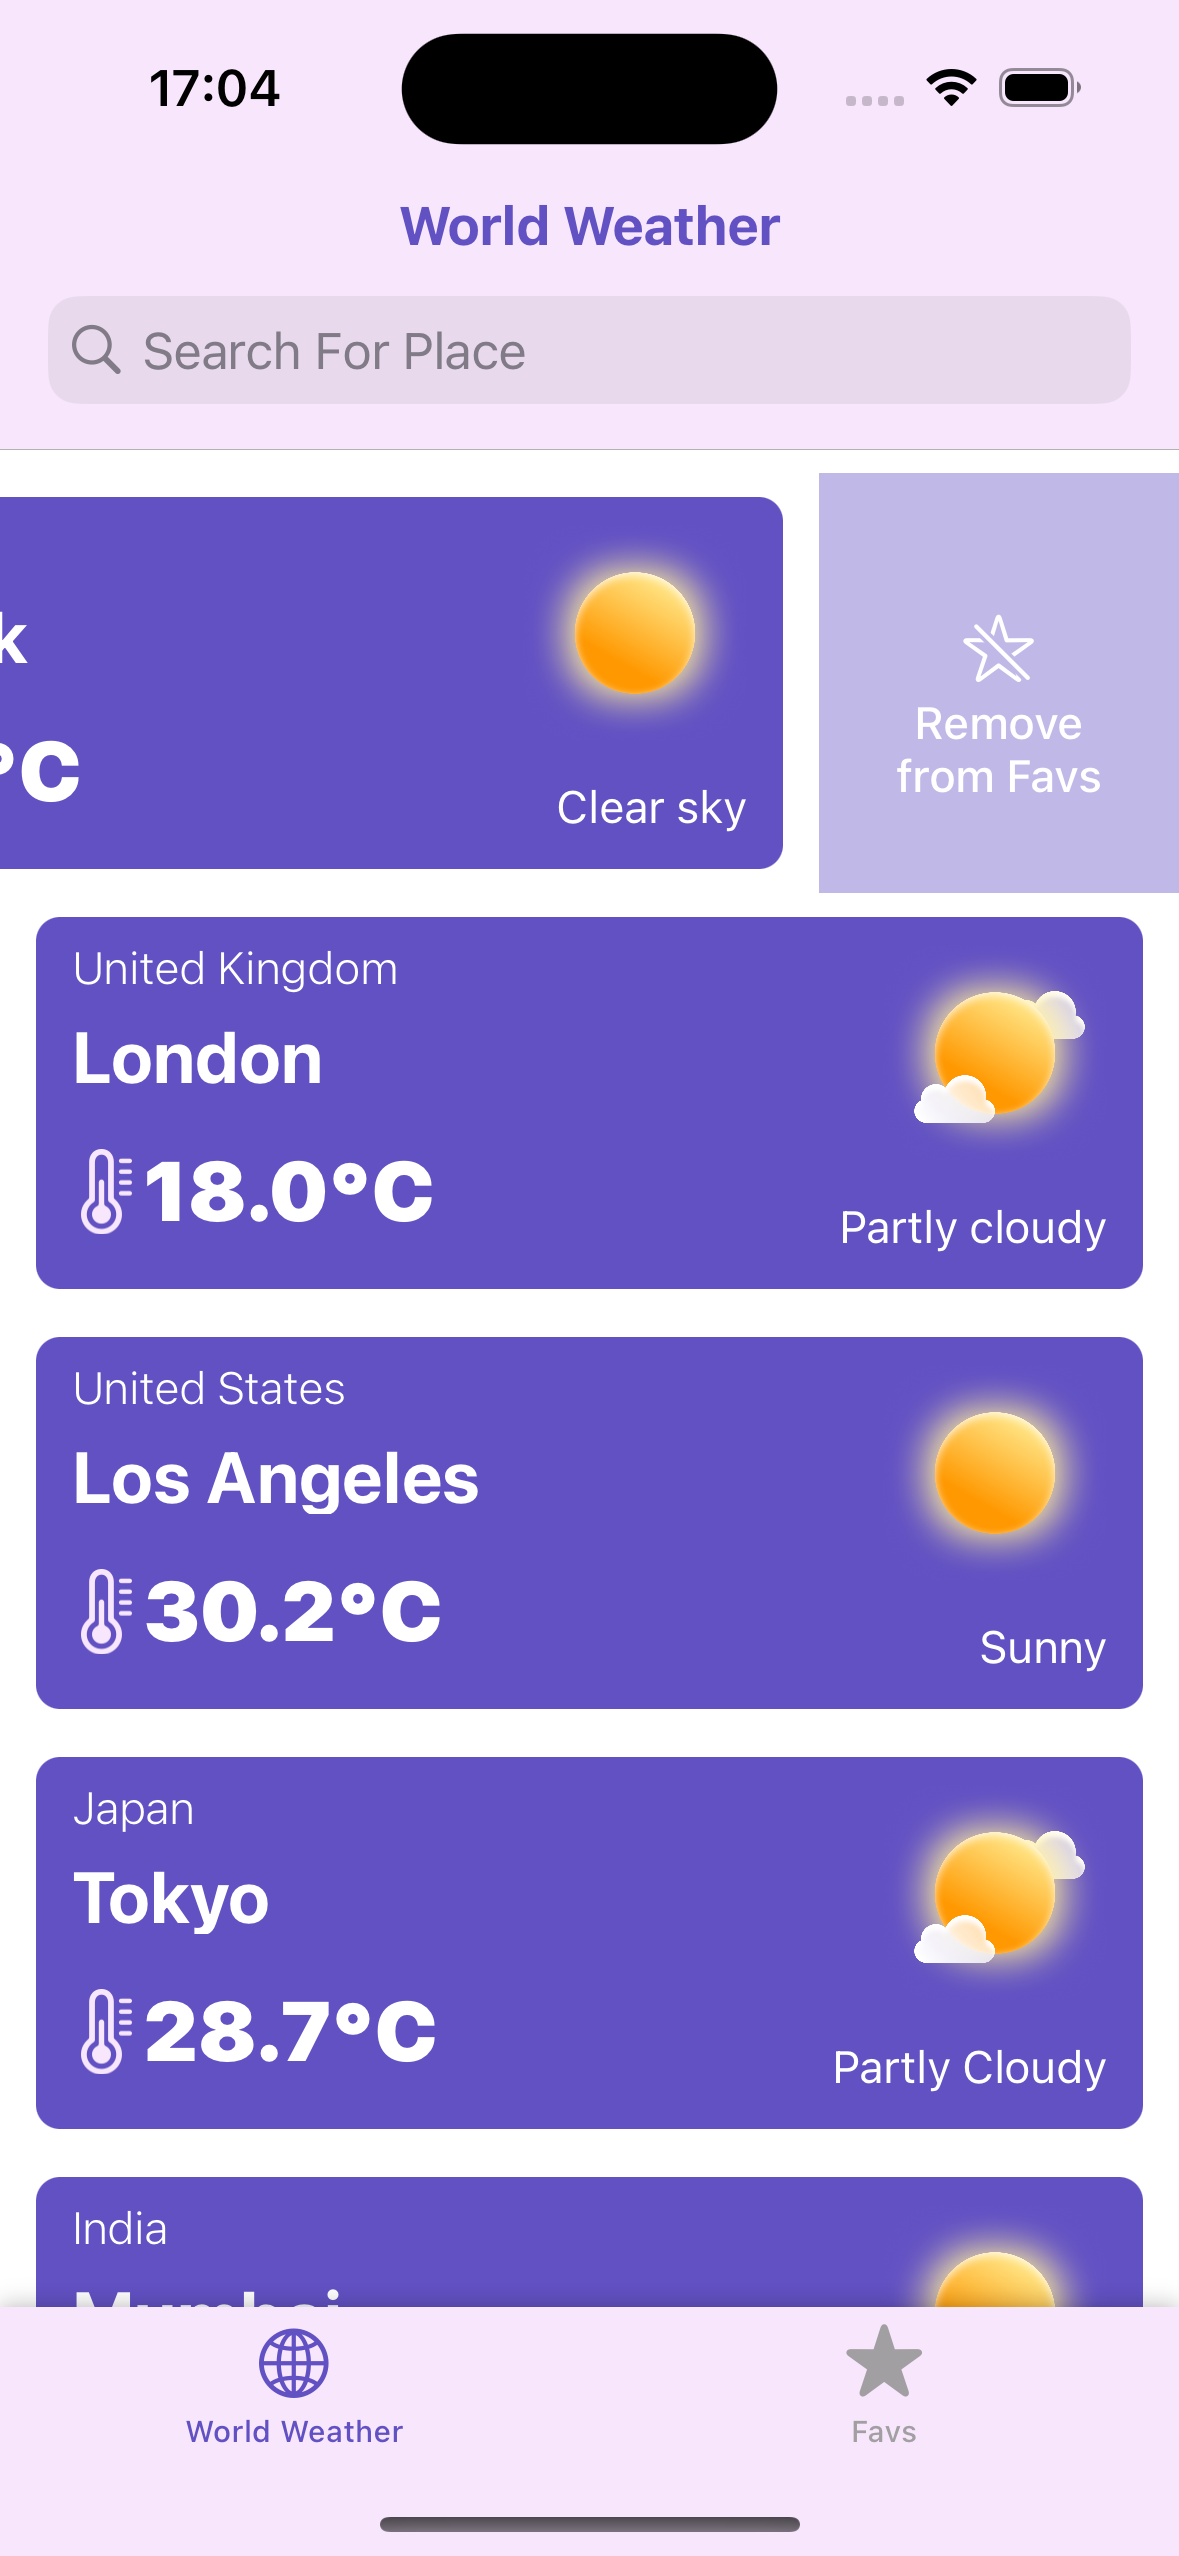 17:04
World Weather
Search For Place
k
°C
Clear sky
Remove
from Favs
United Kingdom
London
18.0°C
Partly cloudy
United States
Los Angeles
30.2°C
Sunny
Japan
Tokyo
28.7°C
Partly Cloudy
India
Mumbai
World Weather
Favs